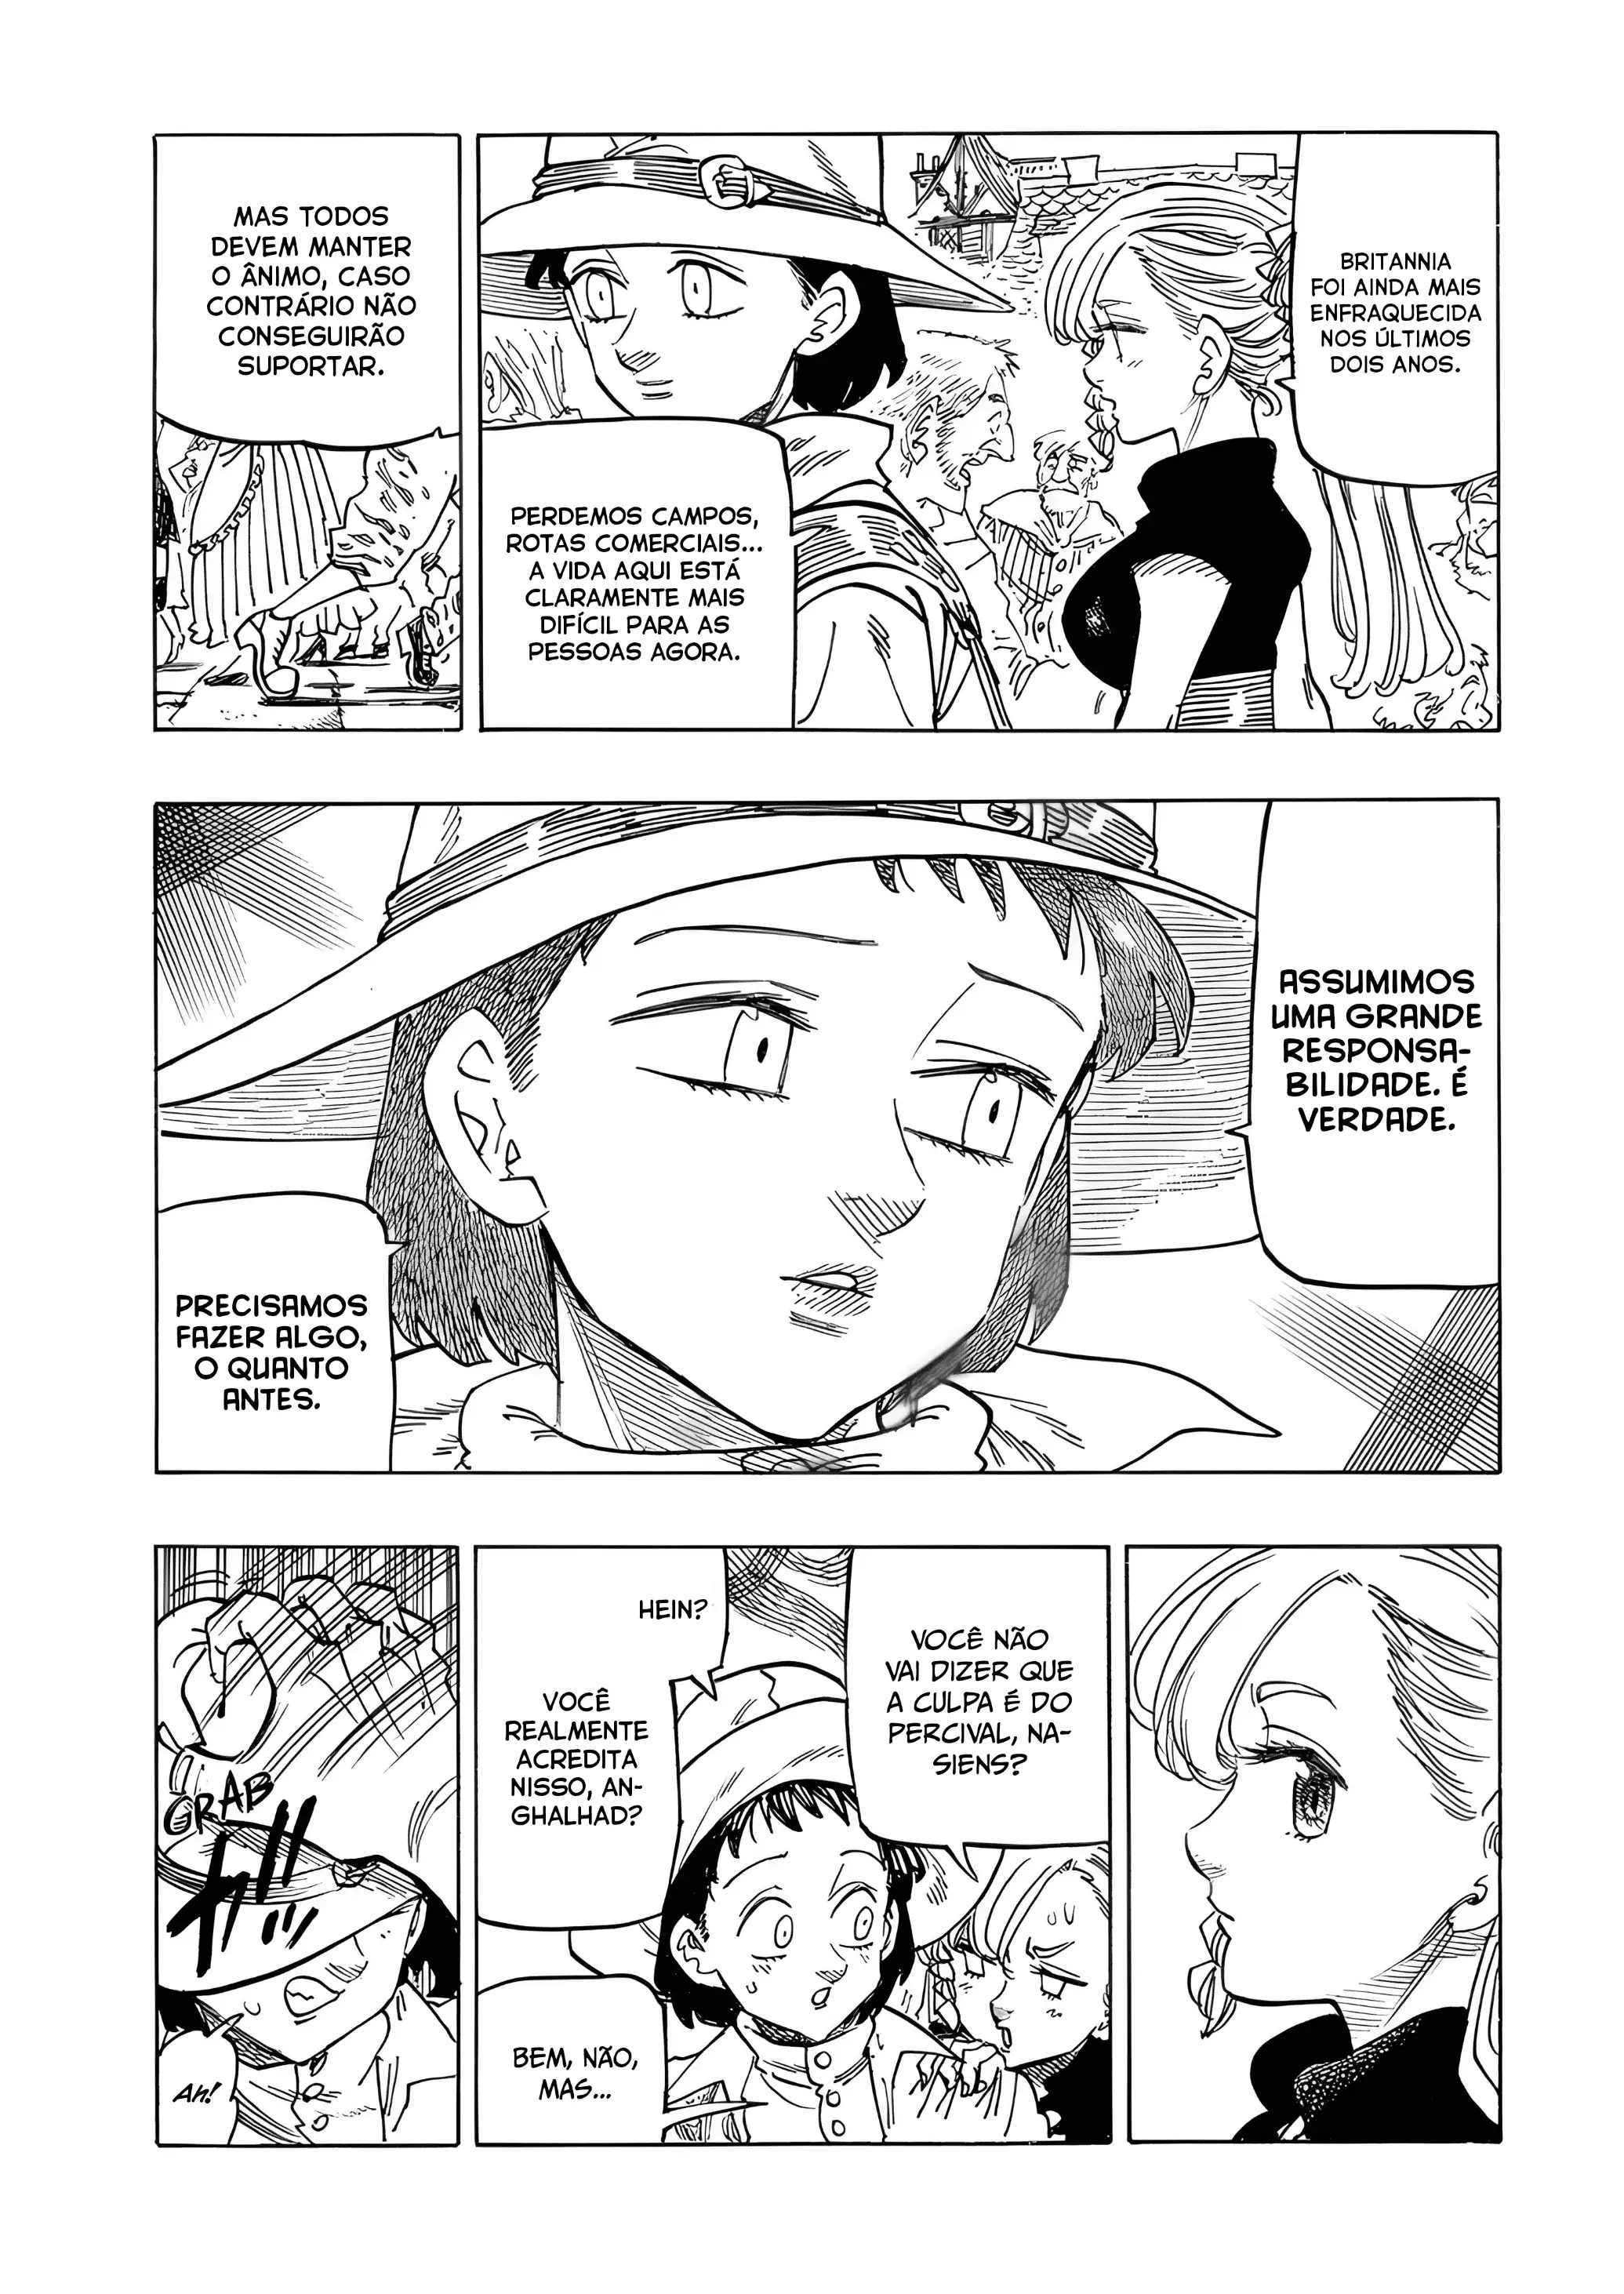 BRITANNIA
FOI AINDA MAIS
ENFRAQUECIDA
NOS ÚLTIMOS
DOIS ANOS.
PERDEMOS CAMPOS,
ROTAS COMERCIAIS...
A VIDA AQUI ESTÁ
CLARAMENTE MAIS
DIFÍCIL PARA AS
PESSOAS AGORA.
MAS TODOS
DEVEM MANTER
O ÂNIMO, CASO
CONTRÁRIO NÃO
CONSEGUIRÃO
SUPORTAR.
ASSUMIMOS
UMA GRANDE
RESPONSA-
BILIDADE. É
VERDADE.
PRECISAMOS
FAZER ALGO,
O QUANTO
ANTES.
VOCÊ NÃO
VAI DIZER QUE
A CULPA É DO
PERCIVAL, NA-
SIENS?
HEIN?
VOCÊ
REALMENTE
ACREDITA
NISSO, AN-
GHALHAD?
BEM, NÃO,
MAS...
GRAB
ガッ!!
AH!